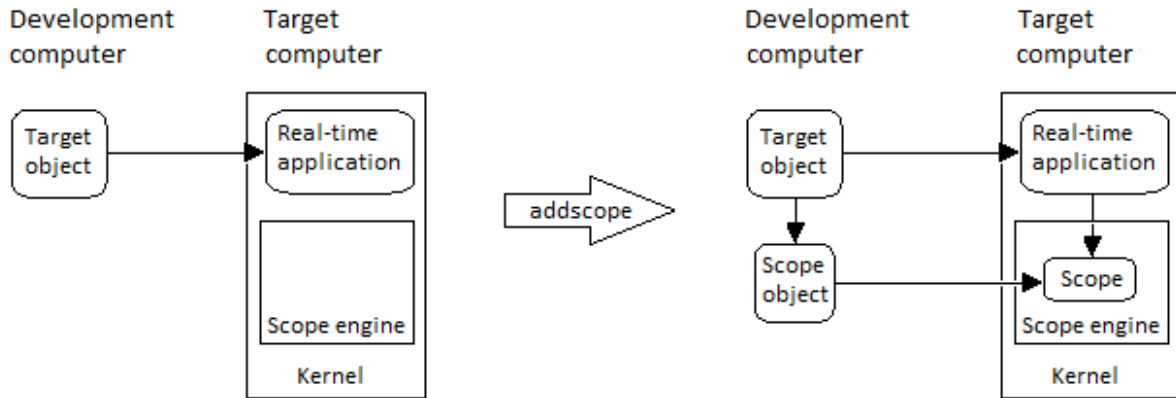 Development
computer
Target
computer
Target
object
Real-time
application
Scope engine
Kernel
addscope
Development
computer
Target
computer
Target
object
Real-time
application
Scope
object
Scope
Scope engine
Kernel